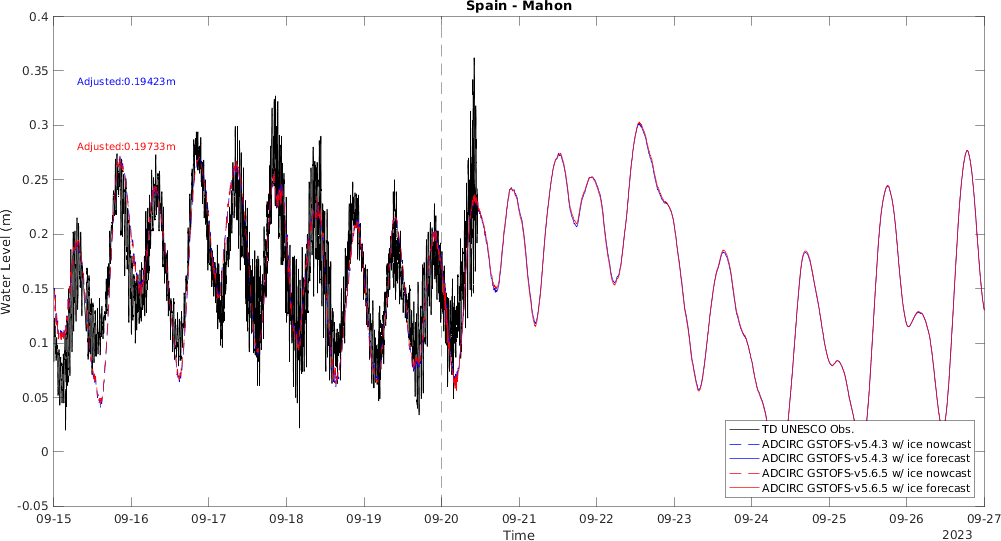 Spain - Mahon
0.4
0.35
0.3
0.25
0.2
0.15
0.1
0.05
0
-0.05
Water Level (m)
Adjusted:0.19423m
Adjusted:0.19733m
TD UNESCO Obs.
ADCIRC GSTOFS-v5.4.3 w/ ice nowcast
ADCIRC GSTOFS-v5.4.3 w/ ice forecast
ADCIRC GSTOFS-v5.6.5 w/ ice nowcast
ADCIRC GSTOFS-v5.6.5 w/ ice forecast
09-15 09-16 09-17 09-18 09-19 09-20 09-21 09-22 09-23 09-24 09-25 09-26 09-27
Time
2023